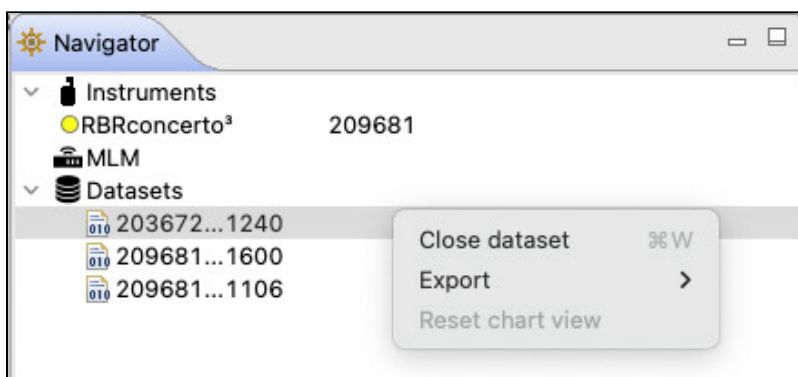 Navigator
Instruments
RBRconcerto³ 209681
MLM
Datasets
203672...1240
209681...1600
209681...1106
Close dataset ⌘W
Export
Reset chart view